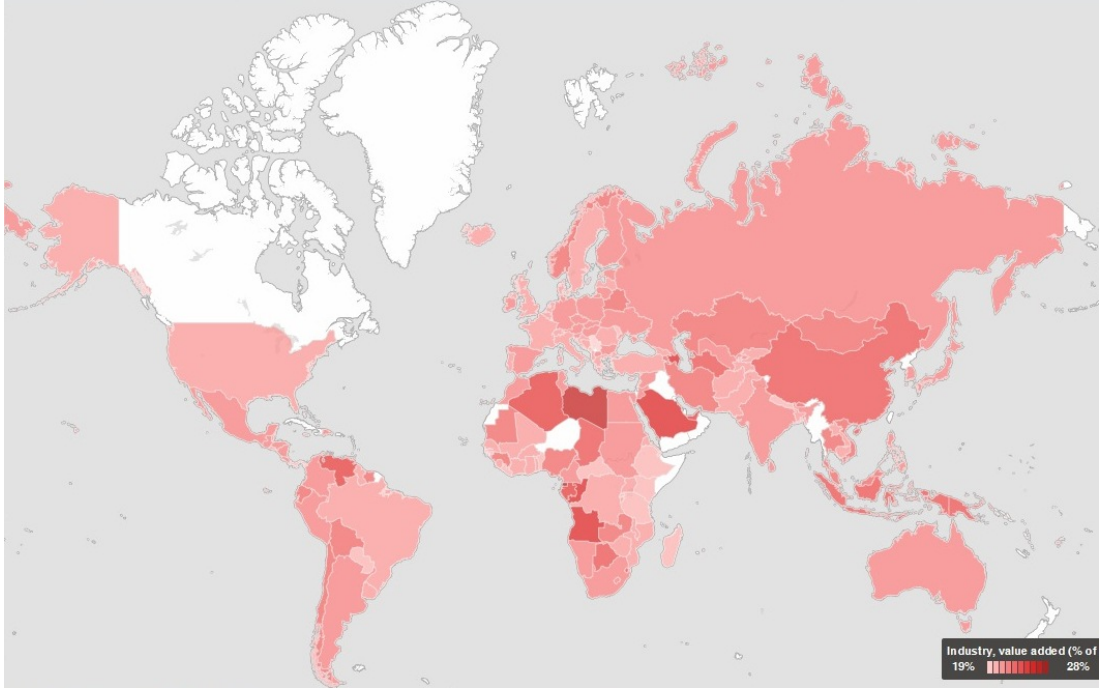 Industry, value added (% of
19% 28%